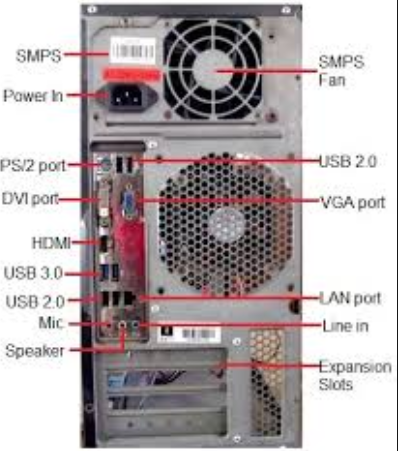 SMPS
SMPS
Fan
Power In
PS/2 port
USB 2.0
DVI port
VGA port
HDMI
USB 3.0
USB 2.0
LAN port
Mic
Line in
Speaker
Expansion
Slots